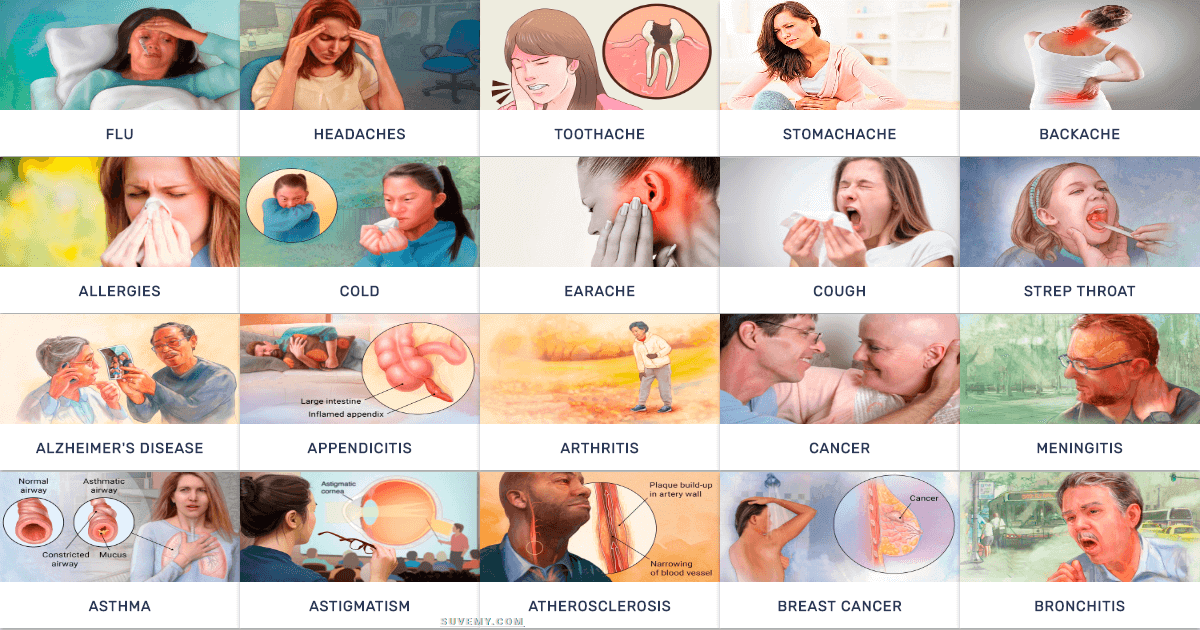 FLU
HEADACHES
TOOTHACHE
STOMACHACHE
BACKACHE
ALLERGIES
COLD
EARACHE
COUGH
STREP THROAT
Large intestine
Inflamed appendix
ALZHEIMER'S DISEASE
APPENDICITIS
ARTHRITIS
CANCER
MENINGITIS
Normal
airway
Asthmatic
airway
Constricted
airway
Mucus
Astigmatic
cornea
Plaque build-up
in artery wall
Narrowing
of blood vessel
Cancer
ASTHMA
ASTIGMATISM
ATHEROSCLEROSIS
BREAST CANCER
BRONCHITIS
SUVEMY.COM